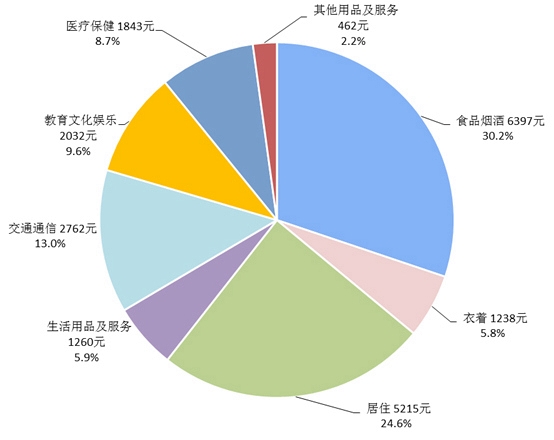 其他用品及服务
462元
2.2%
医疗保健 1843元
8.7%
食品烟酒 6397元
30.2%
教育文化娱乐
2032元
9.6%
交通通信 2762元
13.0%
衣着 1238元
5.8%
生活用品及服务
1260元
5.9%
居住 5215元
24.6%